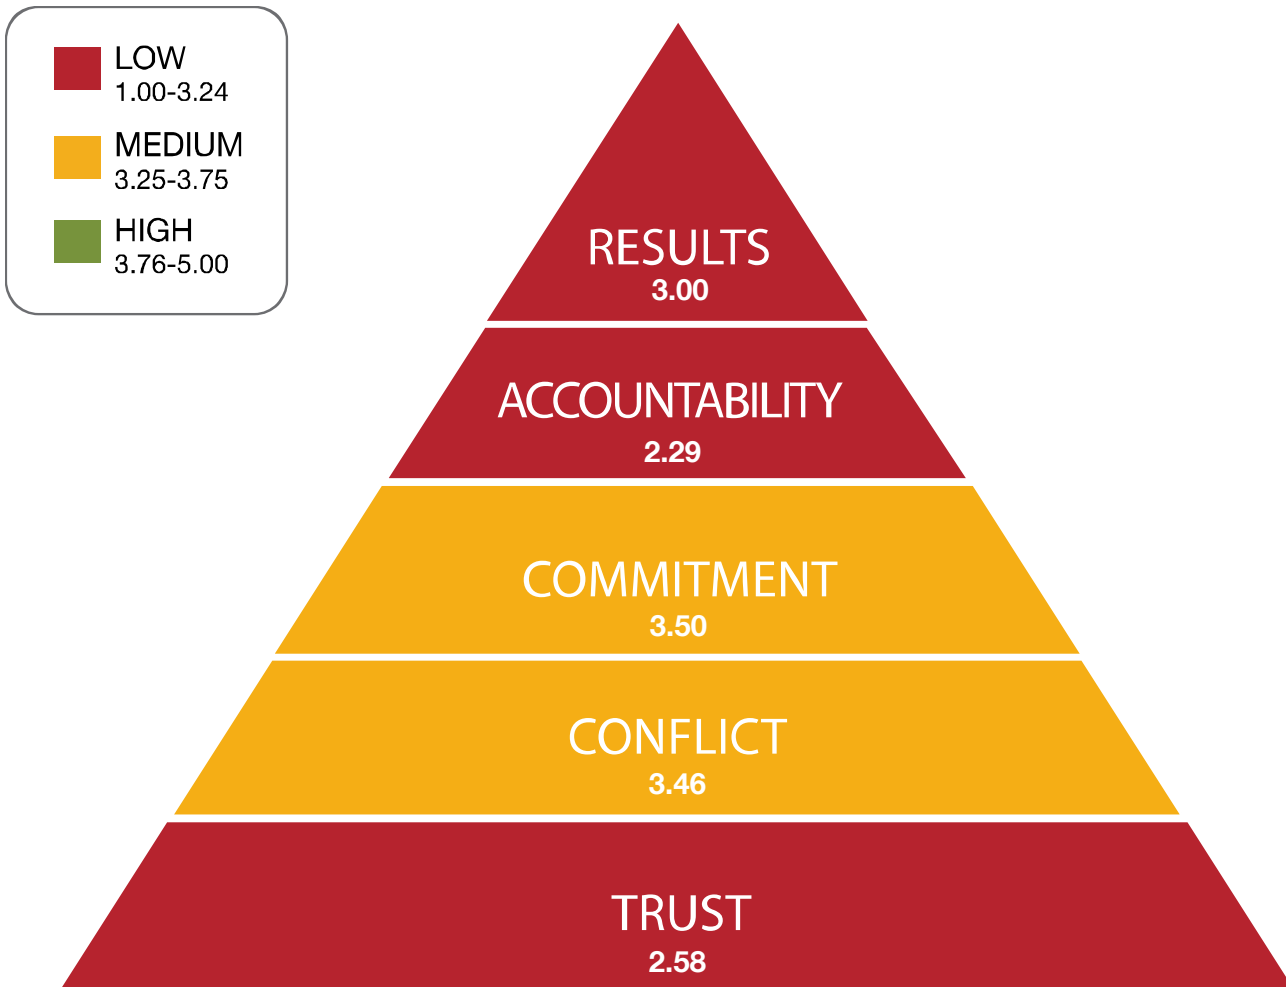 LOW
1.00-3.24
MEDIUM
3.25-3.75
HIGH
3.76-5.00
RESULTS
3.00
ACCOUNTABILITY
2.29
COMMITMENT
3.50
CONFLICT
3.46
TRUST
2.58